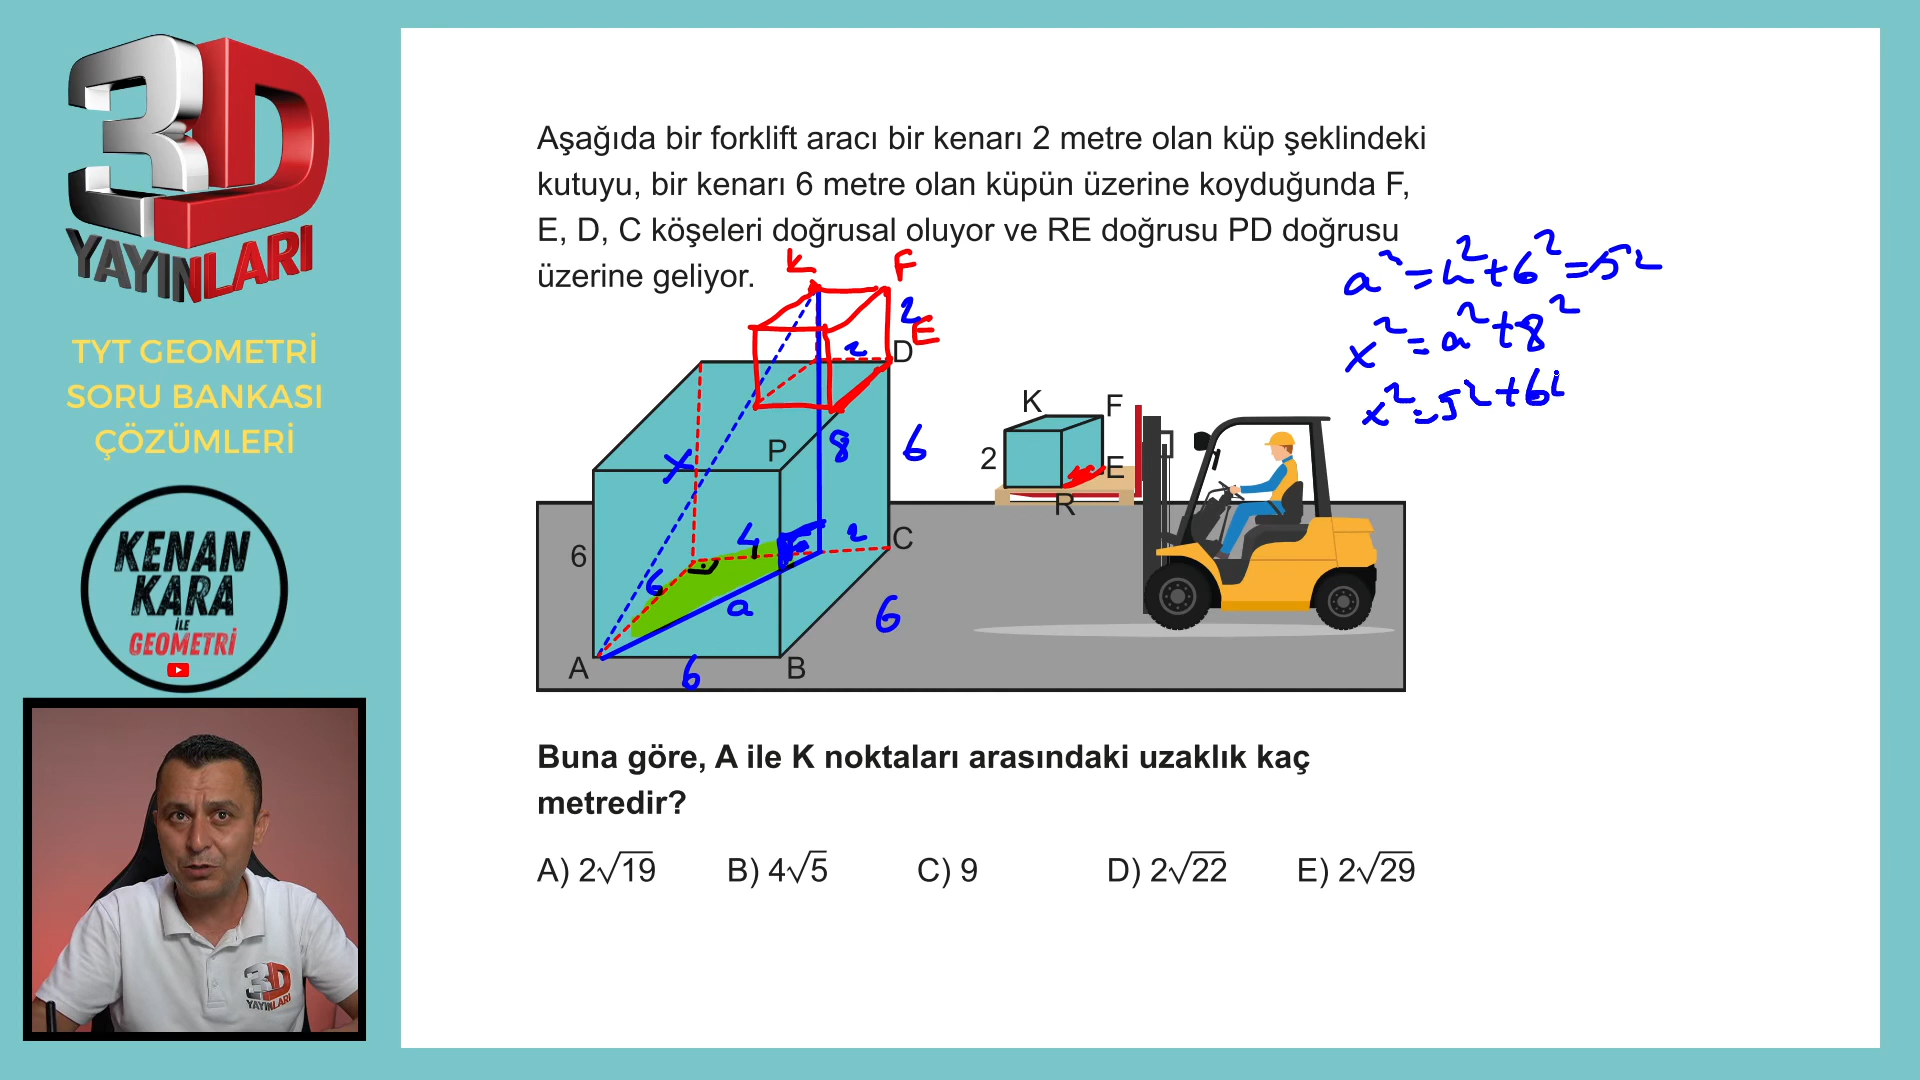 3D
YAYINLARI
TYT GEOMETRİ
SORU BANKASI
ÇÖZÜMLERİ
KENAN
KARA
İLE
GEOMETRİ
3D
YAYINLARI
Aşağıda bir forklift aracı bir kenarı 2 metre olan küp şeklindeki
kutuyu, bir kenarı 6 metre olan küpün üzerine koyduğunda F,
E, D, C köşeleri doğrusal oluyor ve RE doğrusu PD doğrusu
üzerine geliyor.
K F
2
E
2 D
P 8 6
x
6 4 2 C
6 a 6
A 6 B
K F
2 E
R
a² = 4² + 6² = 52
x² = a² + 8²
x² = 52 + 64
Buna göre, A ile K noktaları arasındaki uzaklık kaç
metredir?
A) 2√19 B) 4√5 C) 9 D) 2√22 E) 2√29